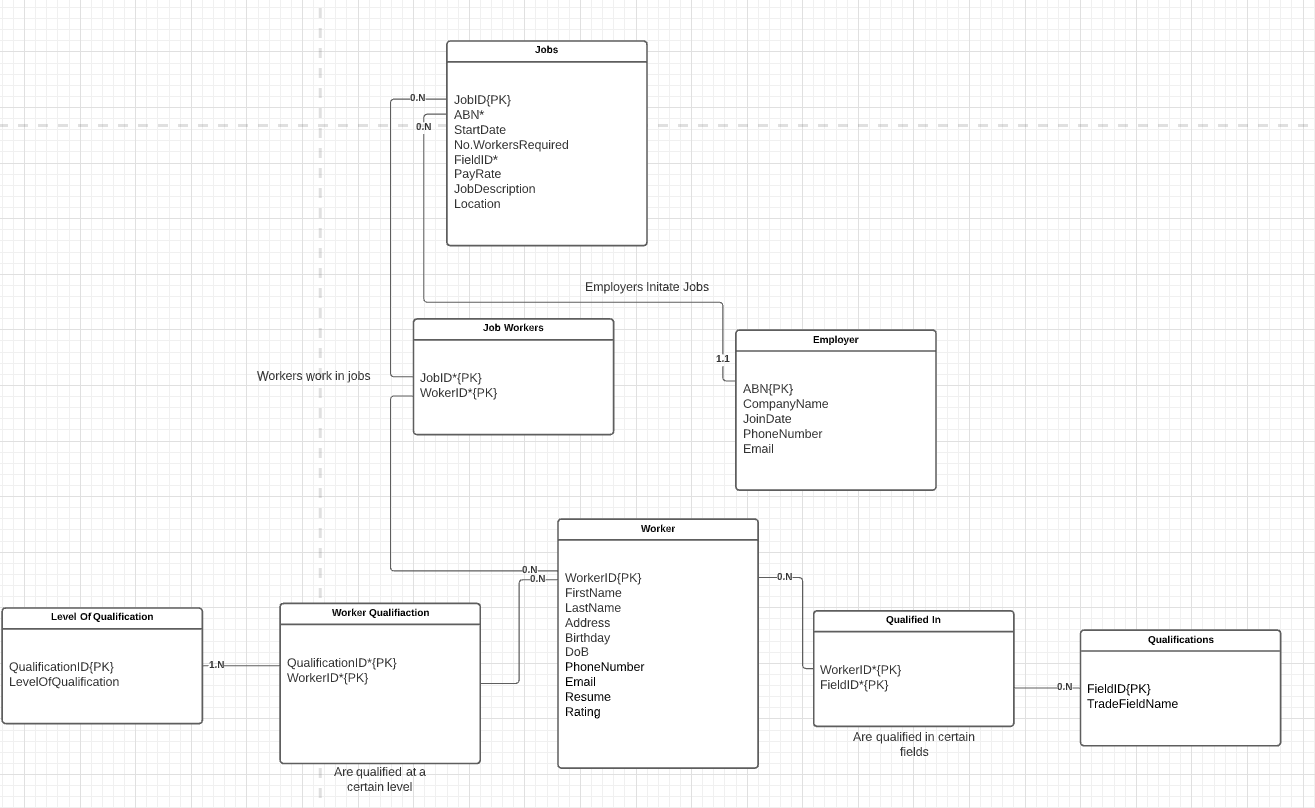 Jobs
0.N
JobID{PK}
ABN*
0.N
StartDate
No.WorkersRequired
FieldID*
PayRate
JobDescription
Location
Employers Initate Jobs
Job Workers
Workers work in jobs
JobID*{PK}
WokerID*{PK}
Employer
1.1
ABN{PK}
CompanyName
JoinDate
PhoneNumber
Email
Worker
0.N
0.N
WorkerID{PK}
FirstName
LastName
Address
Birthday
DoB
PhoneNumber
Email
Resume
Rating
0.N
Level Of Qualification
QualificationID{PK}
LevelOfQualification
1.N
Worker Qualifiaction
QualificationID*{PK}
WorkerID*{PK}
Are qualified at a
certain level
Qualified In
WorkerID*{PK}
FieldID*{PK}
Are qualified in certain
fields
0.N
Qualifications
FieldID{PK}
TradeFieldName